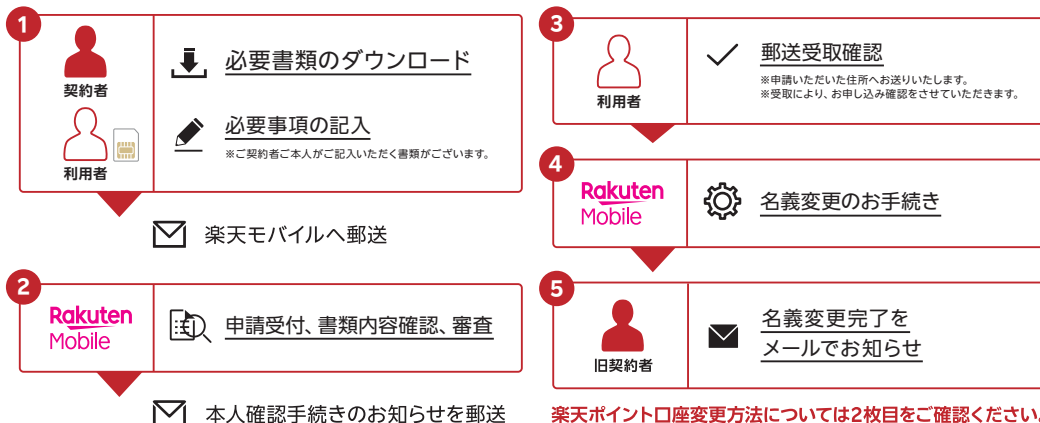 1
契約者
必要書類のダウンロード
利用者
必要事項の記入
※ご契約者ご本人がご記入いただく書類がございます。
楽天モバイルへ郵送
2
Rakuten
Mobile
申請受付、書類内容確認、審査
本人確認手続きのお知らせを郵送
3
利用者
郵送受取確認
※申請いただいた住所へお送りいたします。
※受取により、お申し込み確認をさせていただきます。
4
Rakuten
Mobile
名義変更のお手続き
5
旧契約者
名義変更完了を
メールでお知らせ
楽天ポイント口座変更方法については2枚目をご確認ください。